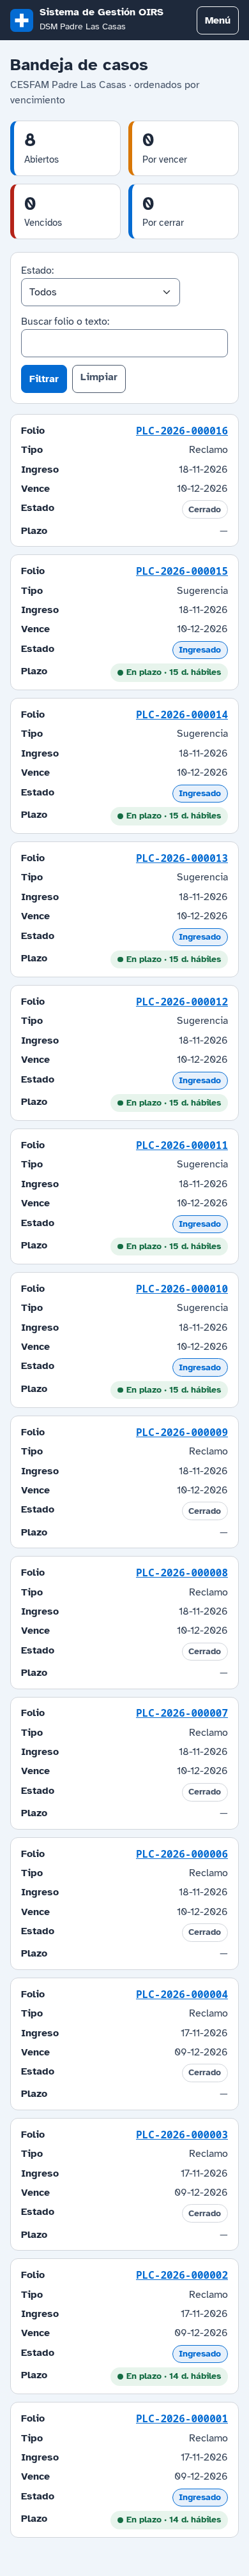 Sistema de Gestión OIRS
DSM Padre Las Casas
Menú
Bandeja de casos
CESFAM Padre Las Casas · ordenados por
vencimiento
8
Abiertos
0
Por vencer
0
Vencidos
0
Por cerrar
Estado:
Todos
Buscar folio o texto:
Filtrar
Limpiar
Folio PLC-2026-000016
Tipo Reclamo
Ingreso 18-11-2026
Vence 10-12-2026
Estado Cerrado
Plazo —
Folio PLC-2026-000015
Tipo Sugerencia
Ingreso 18-11-2026
Vence 10-12-2026
Estado Ingresado
Plazo En plazo · 15 d. hábiles
Folio PLC-2026-000014
Tipo Sugerencia
Ingreso 18-11-2026
Vence 10-12-2026
Estado Ingresado
Plazo En plazo · 15 d. hábiles
Folio PLC-2026-000013
Tipo Sugerencia
Ingreso 18-11-2026
Vence 10-12-2026
Estado Ingresado
Plazo En plazo · 15 d. hábiles
Folio PLC-2026-000012
Tipo Sugerencia
Ingreso 18-11-2026
Vence 10-12-2026
Estado Ingresado
Plazo En plazo · 15 d. hábiles
Folio PLC-2026-000011
Tipo Sugerencia
Ingreso 18-11-2026
Vence 10-12-2026
Estado Ingresado
Plazo En plazo · 15 d. hábiles
Folio PLC-2026-000010
Tipo Sugerencia
Ingreso 18-11-2026
Vence 10-12-2026
Estado Ingresado
Plazo En plazo · 15 d. hábiles
Folio PLC-2026-000009
Tipo Reclamo
Ingreso 18-11-2026
Vence 10-12-2026
Estado Cerrado
Plazo —
Folio PLC-2026-000008
Tipo Reclamo
Ingreso 18-11-2026
Vence 10-12-2026
Estado Cerrado
Plazo —
Folio PLC-2026-000007
Tipo Reclamo
Ingreso 18-11-2026
Vence 10-12-2026
Estado Cerrado
Plazo —
Folio PLC-2026-000006
Tipo Reclamo
Ingreso 18-11-2026
Vence 10-12-2026
Estado Cerrado
Plazo —
Folio PLC-2026-000004
Tipo Reclamo
Ingreso 17-11-2026
Vence 09-12-2026
Estado Cerrado
Plazo —
Folio PLC-2026-000003
Tipo Reclamo
Ingreso 17-11-2026
Vence 09-12-2026
Estado Cerrado
Plazo —
Folio PLC-2026-000002
Tipo Reclamo
Ingreso 17-11-2026
Vence 09-12-2026
Estado Ingresado
Plazo En plazo · 14 d. hábiles
Folio PLC-2026-000001
Tipo Reclamo
Ingreso 17-11-2026
Vence 09-12-2026
Estado Ingresado
Plazo En plazo · 14 d. hábiles